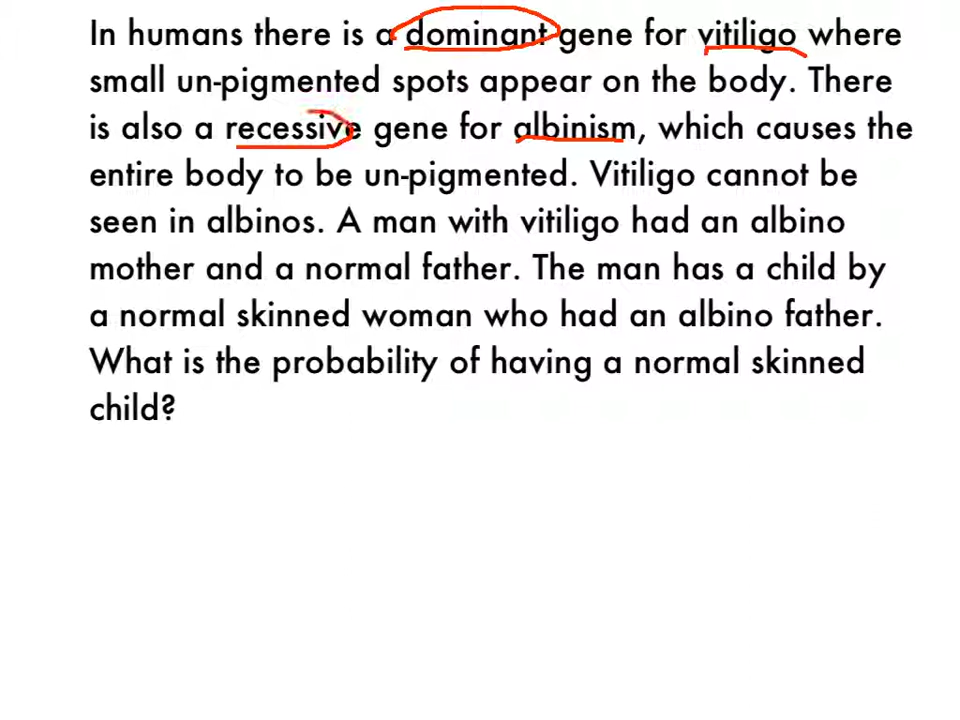 In humans there is a dominant gene for vitiligo where
small un-pigmented spots appear on the body. There
is also a recessive gene for albinism, which causes the
entire body to be un-pigmented. Vitiligo cannot be
seen in albinos. A man with vitiligo had an albino
mother and a normal father. The man has a child by
a normal skinned woman who had an albino father.
What is the probability of having a normal skinned
child?